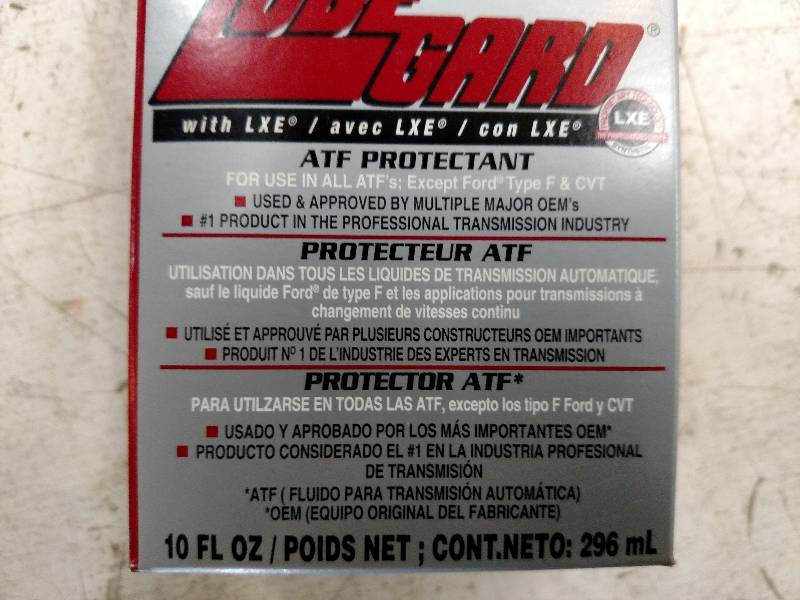 LUBE GARD®
with LXE® / avec LXE® / con LXE®
LXE
SYNTHETIC
ATF PROTECTANT
FOR USE IN ALL ATF's; Except Ford® Type F & CVT
■ USED & APPROVED BY MULTIPLE MAJOR OEM's
■ #1 PRODUCT IN THE PROFESSIONAL TRANSMISSION INDUSTRY
PROTECTEUR ATF
UTILISATION DANS TOUS LES LIQUIDES DE TRANSMISSION AUTOMATIQUE,
sauf le liquide Ford® de type F et les applications pour transmissions à
changement de vitesses continu
■ UTILISÉ ET APPROUVÉ PAR PLUSIEURS CONSTRUCTEURS OEM IMPORTANTS
■ PRODUIT Nº 1 DE L'INDUSTRIE DES EXPERTS EN TRANSMISSION
PROTECTOR ATF*
PARA UTILZARSE EN TODAS LAS ATF, excepto los tipo F Ford y CVT
■ USADO Y APROBADO POR LOS MÁS IMPORTANTES OEM*
■ PRODUCTO CONSIDERADO EL #1 EN LA INDUSTRIA PROFESIONAL
DE TRANSMISIÓN
*ATF ( FLUIDO PARA TRANSMISIÓN AUTOMÁTICA)
*OEM (EQUIPO ORIGINAL DEL FABRICANTE)
10 FL OZ / POIDS NET ; CONT.NETO: 296 mL